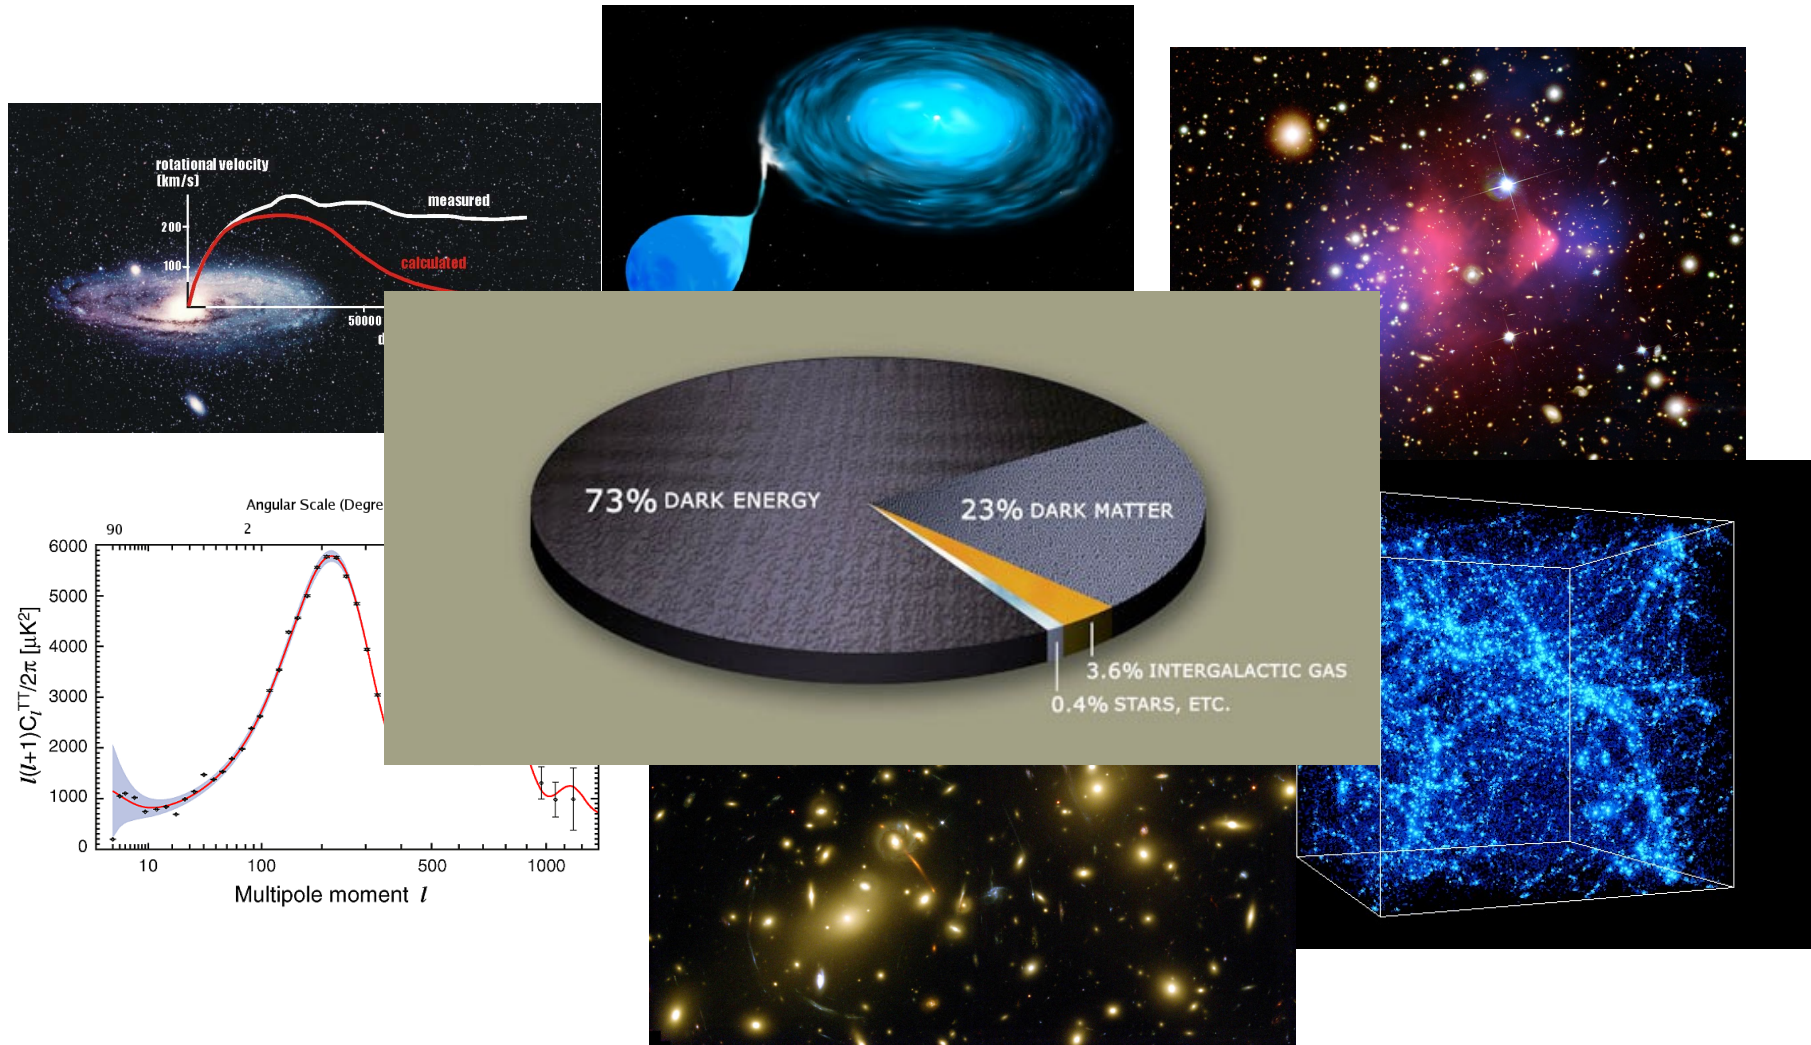 rotational velocity
(km/s)
200
100
measured
calculated
50000
Angular Scale (Degre
90
2
6000
5000
4000
3000
2000
1000
0
l(l+1)C_l^TT/2π [μK²]
10
100
500
1000
Multipole moment l
73% DARK ENERGY
23% DARK MATTER
3.6% INTERGALACTIC GAS
0.4% STARS, ETC.